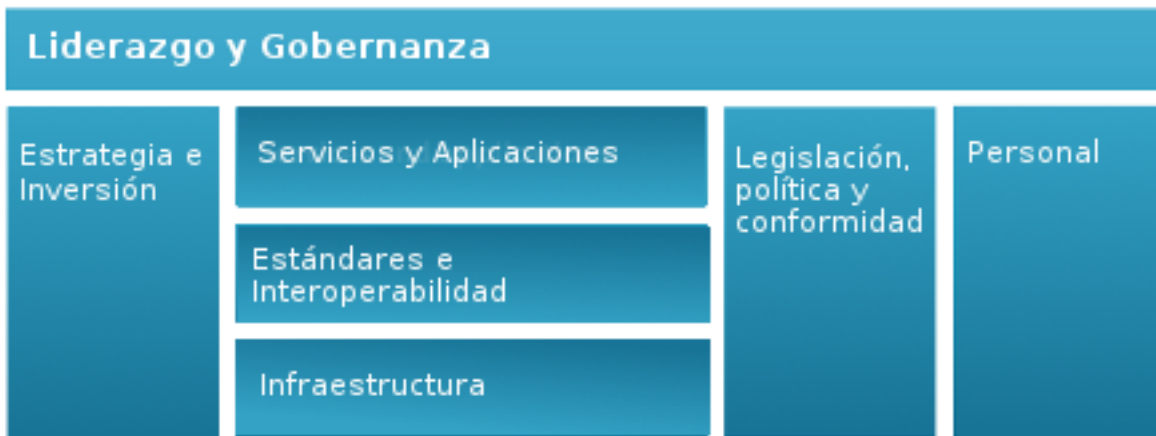 Liderazgo y Gobernanza
Estrategia e
Inversión
Servicios y Aplicaciones
Estándares e
Interoperabilidad
Infraestructura
Legislación,
política y
conformidad
Personal